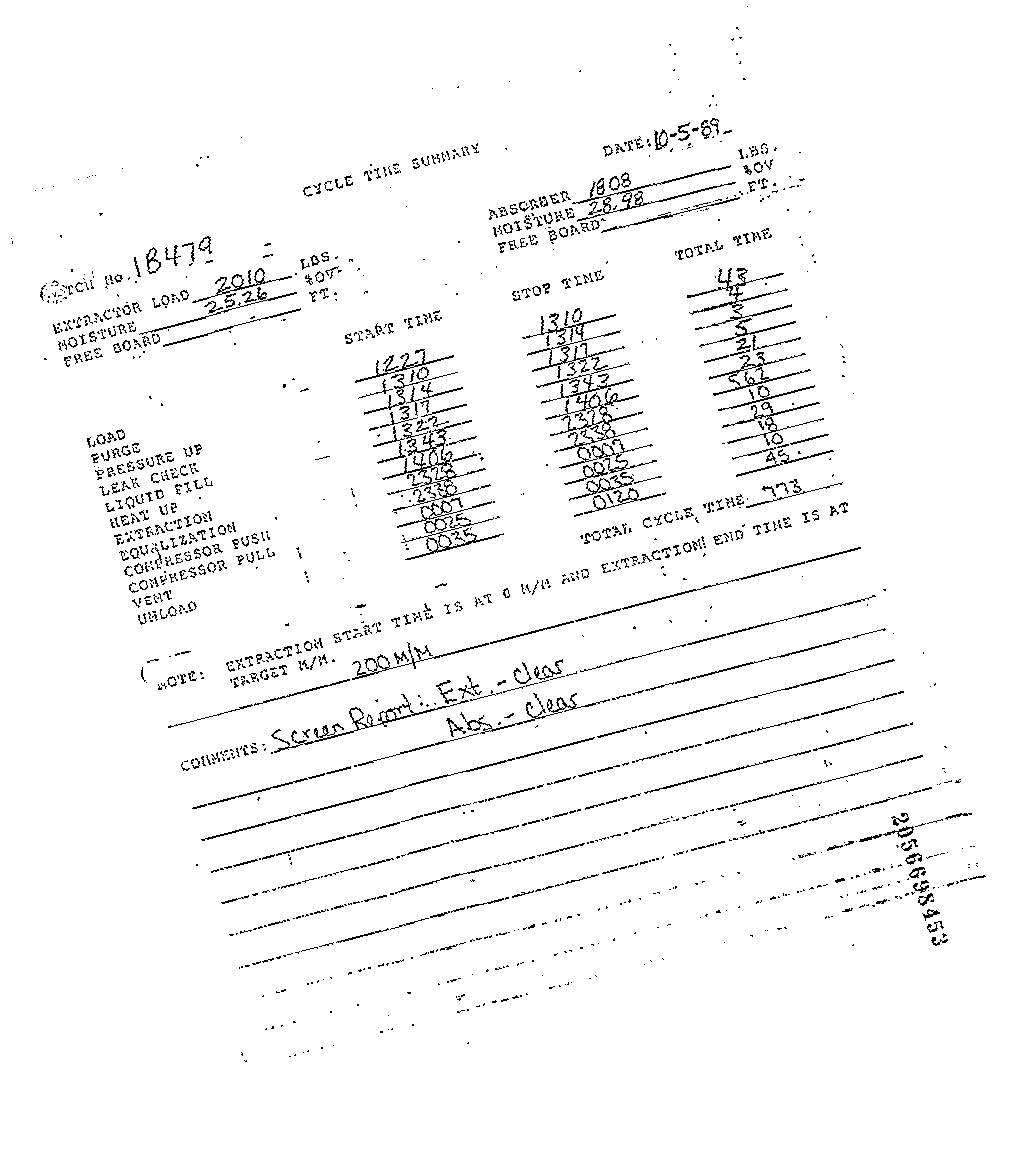 CYCLE TIME SUMMARY
DATE: 10-5-89
BATCH No. 18479
EXTRACTOR LOAD 2010 LBS.
MOISTURE 25.26 %OV
FREE BOARD FT.
ABSORBER 1808 LBS.
MOISTURE 28.98 %OV
FREE BOARD FT.
START TIME STOP TIME TOTAL TIME
LOAD 1227 1310 43
PURGE 1310 1314 4
PRESSURE UP 1314 1317 3
LEAK CHECK 1317 1322 5
LIQUID FILL 1322 1343 21
HEAT UP 1343 1406 23
EXTRACTION 1406 2328 562
EQUALIZATION 2328 2338 10
COMPRESSOR PUSH 2338 0007 29
COMPRESSOR PULL 0007 0025 18
VENT 0025 0035 10
UNLOAD 0035 0120 45
TOTAL CYCLE TIME 773
NOTE: EXTRACTION START TIME IS AT 0 M/M AND EXTRACTION END TIME IS AT
TARGET M/M. 200 M/M
COMMENTS: Screen Report: Ext. - Clear
Abs. - Clear
2056698453